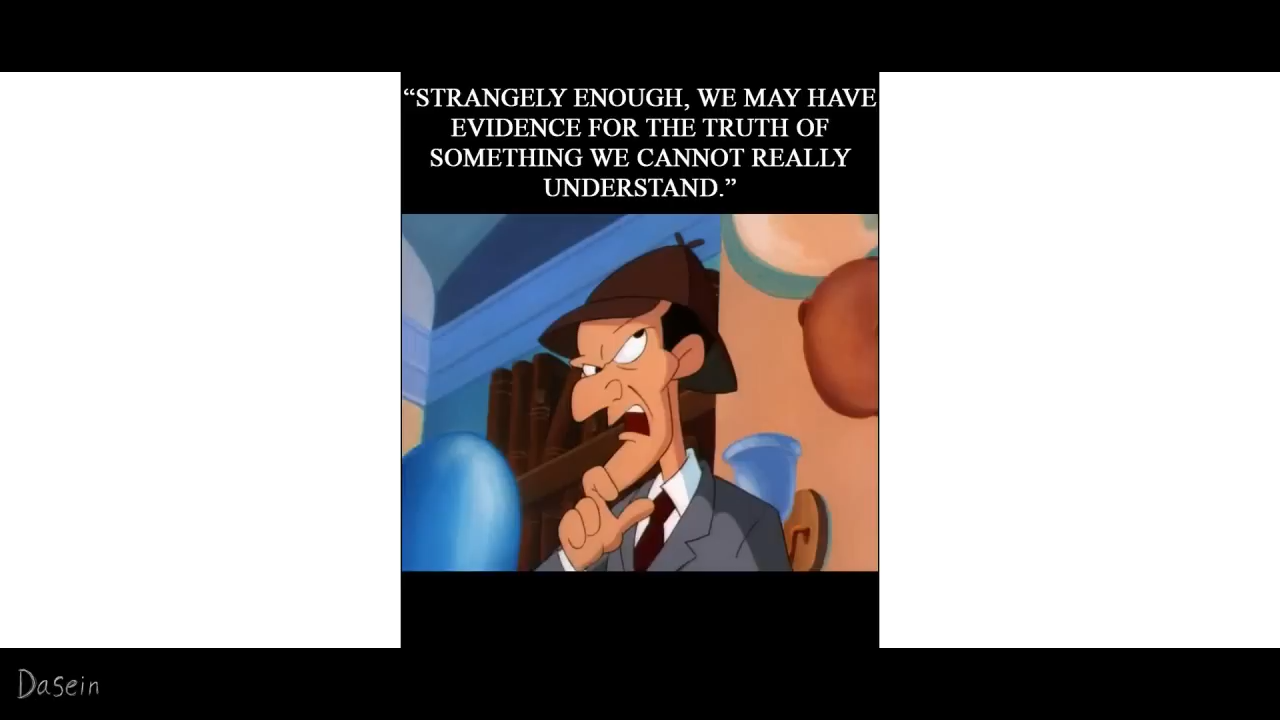 “STRANGELY ENOUGH, WE MAY HAVE
EVIDENCE FOR THE TRUTH OF
SOMETHING WE CANNOT REALLY
UNDERSTAND.”
Dasein